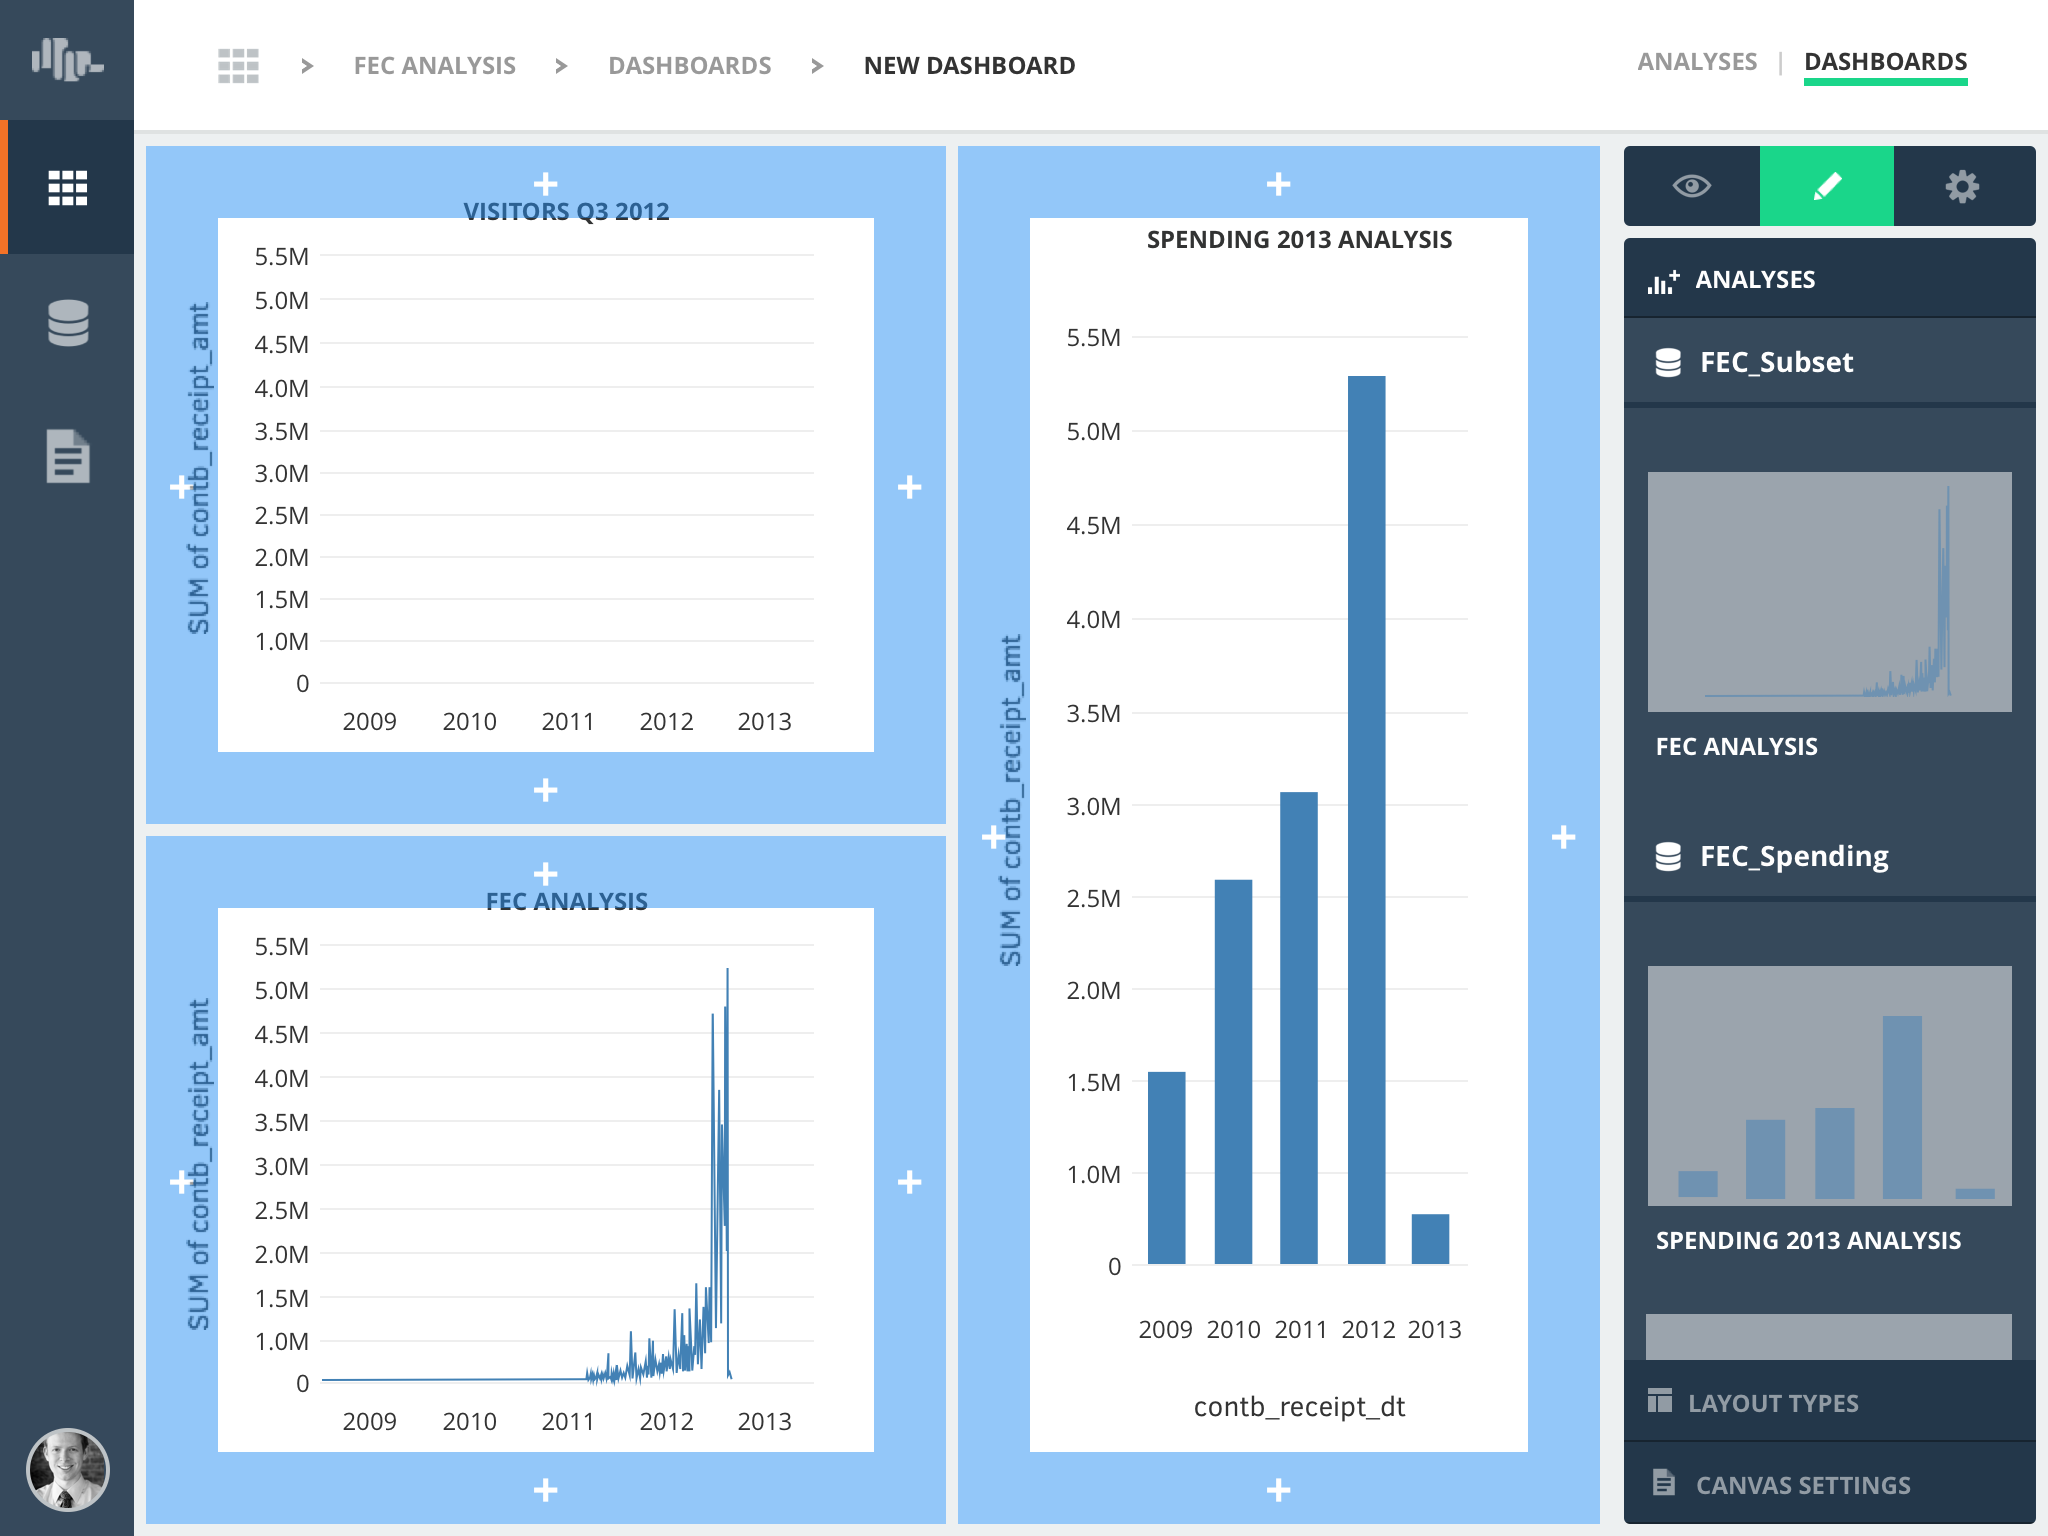 FEC ANALYSIS > DASHBOARDS > NEW DASHBOARD
ANALYSES | DASHBOARDS
VISITORS Q3 2012
SUM of contb_receipt_amt
5.5M
5.0M
4.5M
4.0M
3.5M
3.0M
2.5M
2.0M
1.5M
1.0M
0
2009 2010 2011 2012 2013
FEC ANALYSIS
SUM of contb_receipt_amt
5.5M
5.0M
4.5M
4.0M
3.5M
3.0M
2.5M
2.0M
1.5M
1.0M
0
2009 2010 2011 2012 2013
SPENDING 2013 ANALYSIS
SUM of contb_receipt_amt
5.5M
5.0M
4.5M
4.0M
3.5M
3.0M
2.5M
2.0M
1.5M
1.0M
0
2009 2010 2011 2012 2013
contb_receipt_dt
ANALYSES
FEC_Subset
FEC ANALYSIS
FEC_Spending
SPENDING 2013 ANALYSIS
LAYOUT TYPES
CANVAS SETTINGS